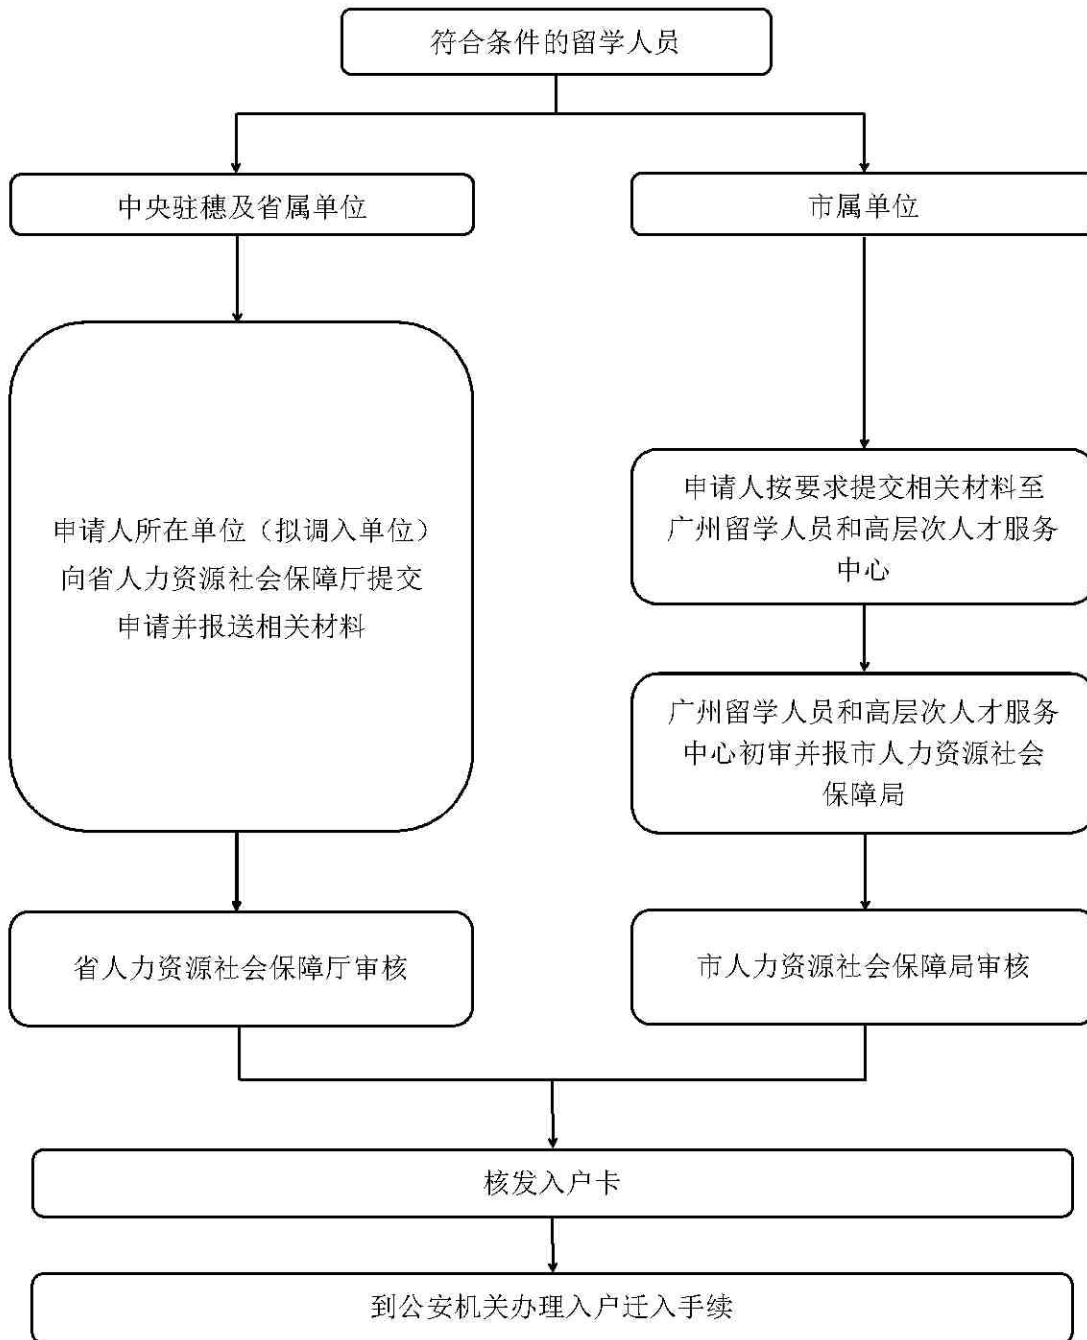 符合条件的留学人员
中央驻穗及省属单位
市属单位
申请人所在单位（拟调入单位）
向省人力资源社会保障厅提交
申请并报送相关材料
申请人按要求提交相关材料至
广州留学人员和高层次人才服务
中心
广州留学人员和高层次人才服务
中心初审并报市人力资源社会
保障局
省人力资源社会保障厅审核
市人力资源社会保障局审核
核发入户卡
到公安机关办理入户迁入手续